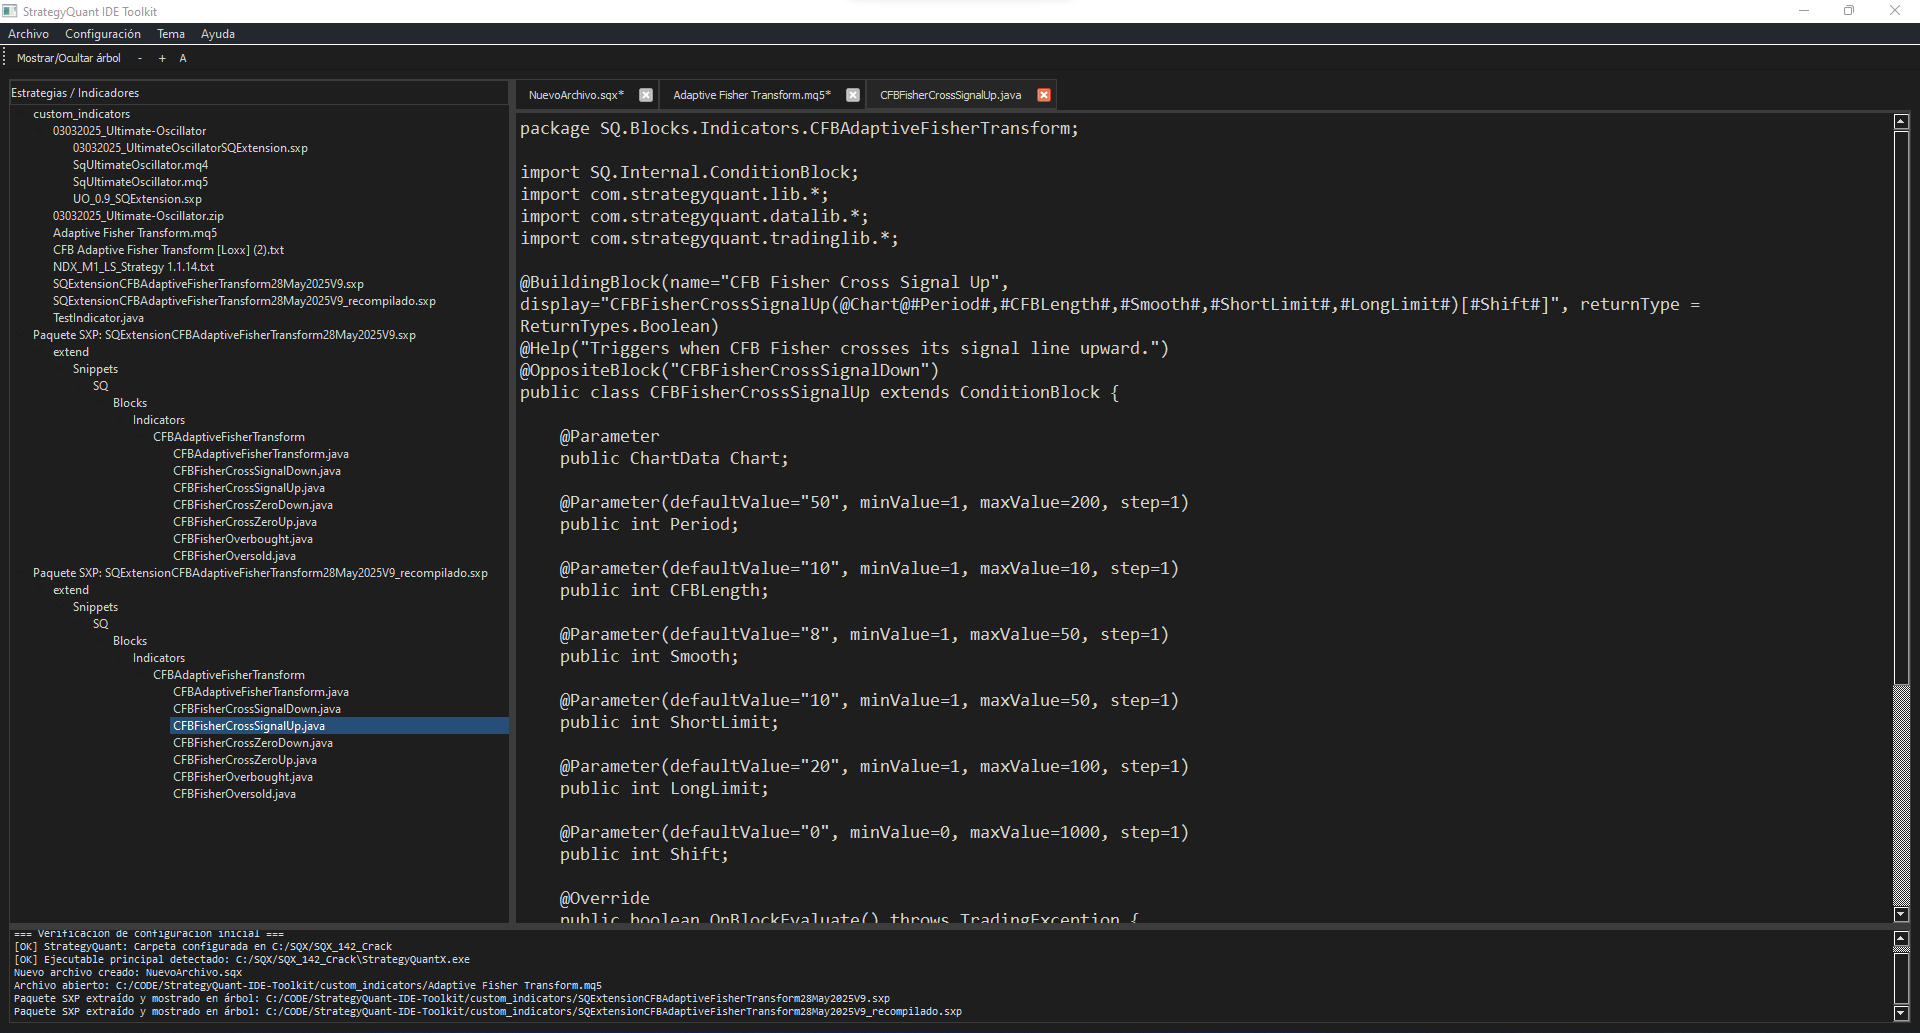 StrategyQuant IDE Toolkit
Archivo Configuración Tema Ayuda
Mostrar/Ocultar árbol - + A
Estrategias / Indicadores
custom_indicators
03032025_Ultimate-Oscillator
03032025_UltimateOscillatorSQExtension.sxp
SqUltimateOscillator.mq4
SqUltimateOscillator.mq5
UO_0.9_SQExtension.sxp
03032025_Ultimate-Oscillator.zip
Adaptive Fisher Transform.mq5
CFB Adaptive Fisher Transform [Loxx] (2).txt
NDX_M1_LS_Strategy 1.1.14.txt
SQExtensionCFBAdaptiveFisherTransform28May2025V9.sxp
SQExtensionCFBAdaptiveFisherTransform28May2025V9_recompilado.sxp
TestIndicator.java
Paquete SXP: SQExtensionCFBAdaptiveFisherTransform28May2025V9.sxp
extend
Snippets
SQ
Blocks
Indicators
CFBAdaptiveFisherTransform
CFBAdaptiveFisherTransform.java
CFBFisherCrossSignalDown.java
CFBFisherCrossSignalUp.java
CFBFisherCrossZeroDown.java
CFBFisherCrossZeroUp.java
CFBFisherOverbought.java
CFBFisherOversold.java
Paquete SXP: SQExtensionCFBAdaptiveFisherTransform28May2025V9_recompilado.sxp
extend
Snippets
SQ
Blocks
Indicators
CFBAdaptiveFisherTransform
CFBAdaptiveFisherTransform.java
CFBFisherCrossSignalDown.java
CFBFisherCrossSignalUp.java
CFBFisherCrossZeroDown.java
CFBFisherCrossZeroUp.java
CFBFisherOverbought.java
CFBFisherOversold.java
NuevoArchivo.sqx* Adaptive Fisher Transform.mq5* CFBFisherCrossSignalUp.java
package SQ.Blocks.Indicators.CFBAdaptiveFisherTransform;
import SQ.Internal.ConditionBlock;
import com.strategyquant.lib.*;
import com.strategyquant.datalib.*;
import com.strategyquant.tradinglib.*;
@BuildingBlock(name="CFB Fisher Cross Signal Up",
display="CFBFisherCrossSignalUp(@Chart@#Period#,#CFBLength#,#Smooth#,#ShortLimit#,#LongLimit#)[#Shift#]", returnType =
ReturnTypes.Boolean)
@Help("Triggers when CFB Fisher crosses its signal line upward.")
@OppositeBlock("CFBFisherCrossSignalDown")
public class CFBFisherCrossSignalUp extends ConditionBlock {
@Parameter
public ChartData Chart;
@Parameter(defaultValue="50", minValue=1, maxValue=200, step=1)
public int Period;
@Parameter(defaultValue="10", minValue=1, maxValue=10, step=1)
public int CFBLength;
@Parameter(defaultValue="8", minValue=1, maxValue=50, step=1)
public int Smooth;
@Parameter(defaultValue="10", minValue=1, maxValue=50, step=1)
public int ShortLimit;
@Parameter(defaultValue="20", minValue=1, maxValue=100, step=1)
public int LongLimit;
@Parameter(defaultValue="0", minValue=0, maxValue=1000, step=1)
public int Shift;
@Override
public boolean OnBlockEvaluate() throws TradingException {
=== Verificación de configuración inicial ===
[OK] StrategyQuant: Carpeta configurada en C:/SQX/SQX_142_Crack
[OK] Ejecutable principal detectado: C:/SQX/SQX_142_Crack\StrategyQuantX.exe
Nuevo archivo creado: NuevoArchivo.sqx
Archivo abierto: C:/CODE/StrategyQuant-IDE-Toolkit/custom_indicators/Adaptive Fisher Transform.mq5
Paquete SXP extraído y mostrado en árbol: C:/CODE/StrategyQuant-IDE-Toolkit/custom_indicators/SQExtensionCFBAdaptiveFisherTransform28May2025V9.sxp
Paquete SXP extraído y mostrado en árbol: C:/CODE/StrategyQuant-IDE-Toolkit/custom_indicators/SQExtensionCFBAdaptiveFisherTransform28May2025V9_recompilado.sxp